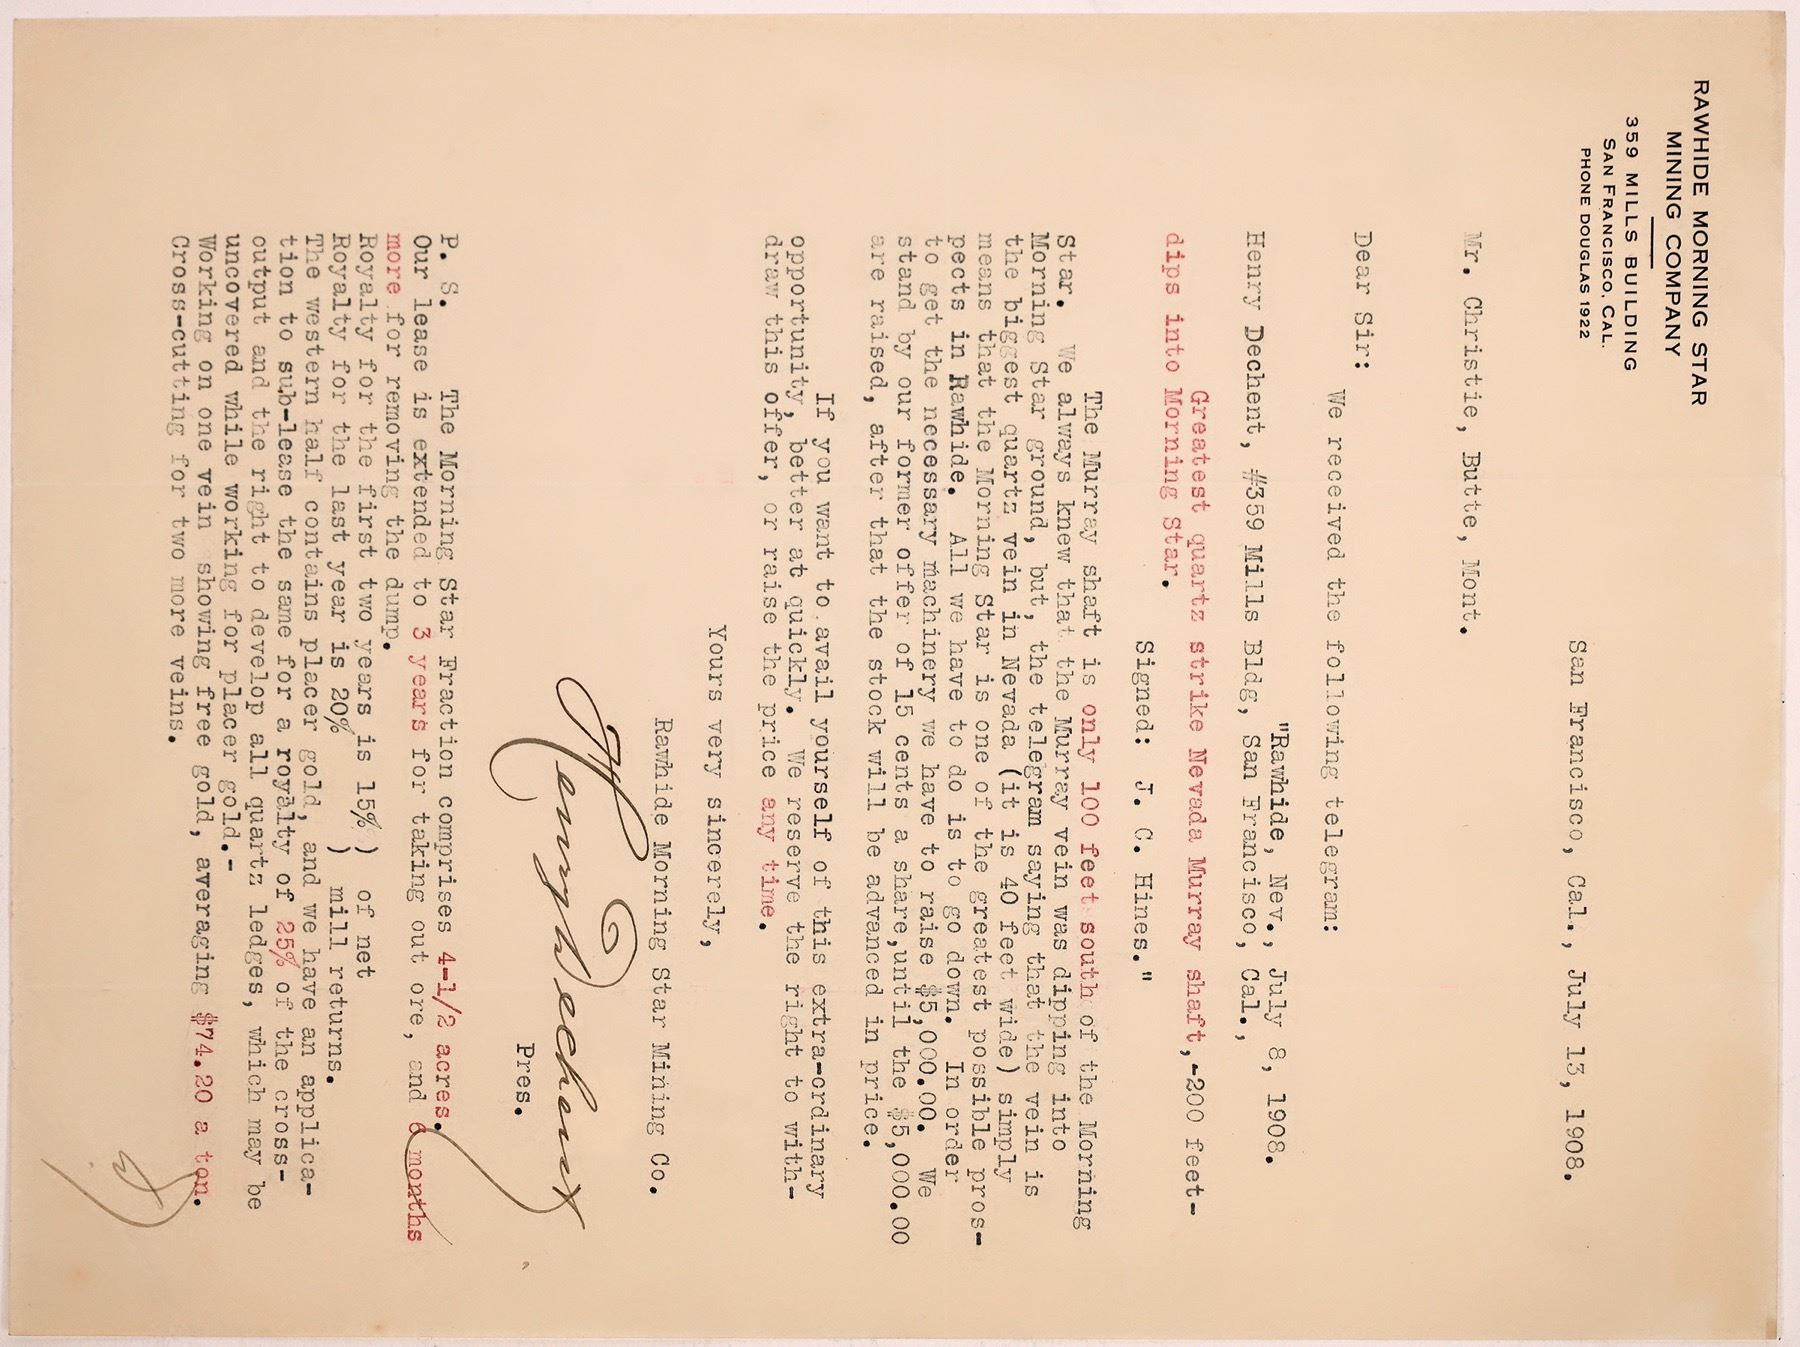 RAWHIDE MORNING STAR
MINING COMPANY
359 MILLS BUILDING
SAN FRANCISCO, CAL.
PHONE DOUGLAS 1922
San Francisco, Cal., July 13, 1908.
Mr. Christie, Butte, Mont.
Dear Sir:
We received the following telegram:
"Rawhide, Nev., July 8, 1908.
Henry Dechent, #359 Mills Bldg, San Francisco, Cal.,
Greatest quartz strike Nevada Murray shaft,-200 feet-
dips into Morning Star.
Signed: J. C. Hines."
The Murray shaft is only 100 feet south of the Morning
Star. We always knew that the Murray vein was dipping into
Morning Star ground, but, the telegram saying that the vein is
the biggest quartz vein in Nevada (it is 40 feet wide) simply
means that the Morning Star is one of the greatest possible pros-
pects in Rawhide. All we have to do is to go down. In order
to get the necessary machinery we have to raise $5,000.00. We
stand by our former offer of 15 cents a share,until the $5,000.00
are raised, after that the stock will be advanced in price.
If you want to avail yourself of this extra-ordinary
opportunity, better act quickly. We reserve the right to with-
draw this offer, or raise the price any time.
Yours very sincerely,
Rawhide Morning Star Mining Co.
Henry Dechent
Pres.
P. S. The Morning Star Fraction comprises 4-1/2 acres.
Our lease is extended to 3 years for taking out ore, and 6 months
more for removing the dump.
Royalty for the first two years is 15% ) of net
Royalty for the last year is 20% ) mill returns.
The western half contains placer gold, and we have an applica-
tion to sub-lease the same for a royalty of 25% of the cross-
output and the right to develop all quartz ledges, which may be
uncovered while working for placer gold.-
Working on one vein showing free gold, averaging $74.20 a ton.
Cross-cutting for two more veins.